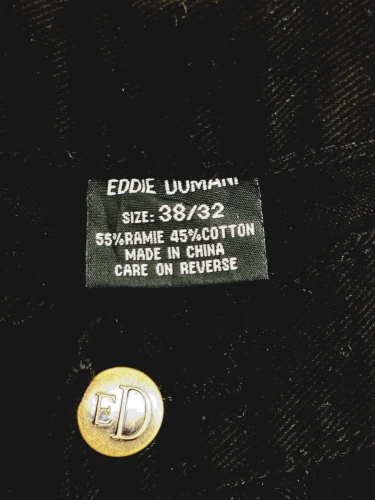 EDDIE DOMANI
SIZE: 38/32
55%RAMIE 45%COTTON
MADE IN CHINA
CARE ON REVERSE
ED